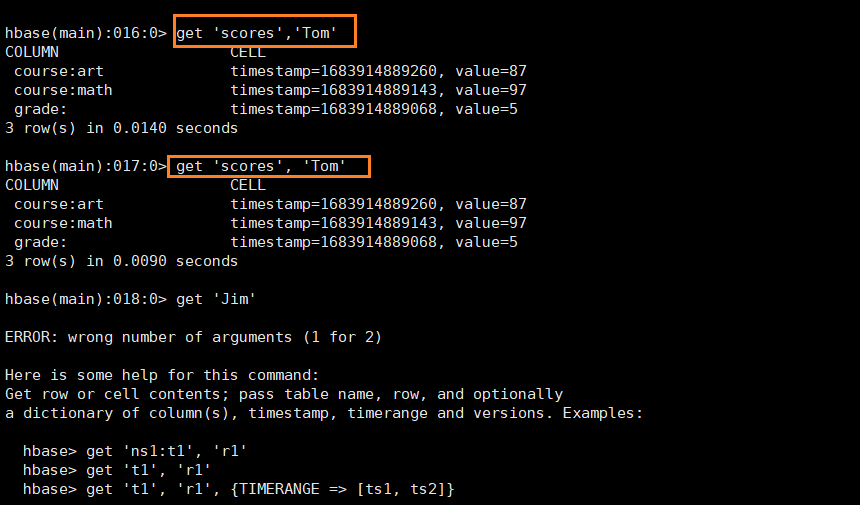 hbase(main):016:0> get 'scores','Tom'
COLUMN CELL
course:art timestamp=1683914889260, value=87
course:math timestamp=1683914889143, value=97
grade: timestamp=1683914889068, value=5
3 row(s) in 0.0140 seconds
hbase(main):017:0> get 'scores', 'Tom'
COLUMN CELL
course:art timestamp=1683914889260, value=87
course:math timestamp=1683914889143, value=97
grade: timestamp=1683914889068, value=5
3 row(s) in 0.0090 seconds
hbase(main):018:0> get 'Jim'
ERROR: wrong number of arguments (1 for 2)
Here is some help for this command:
Get row or cell contents; pass table name, row, and optionally
a dictionary of column(s), timestamp, timerange and versions. Examples:
hbase> get 'ns1:t1', 'r1'
hbase> get 't1', 'r1'
hbase> get 't1', 'r1', {TIMERANGE => [ts1, ts2]}